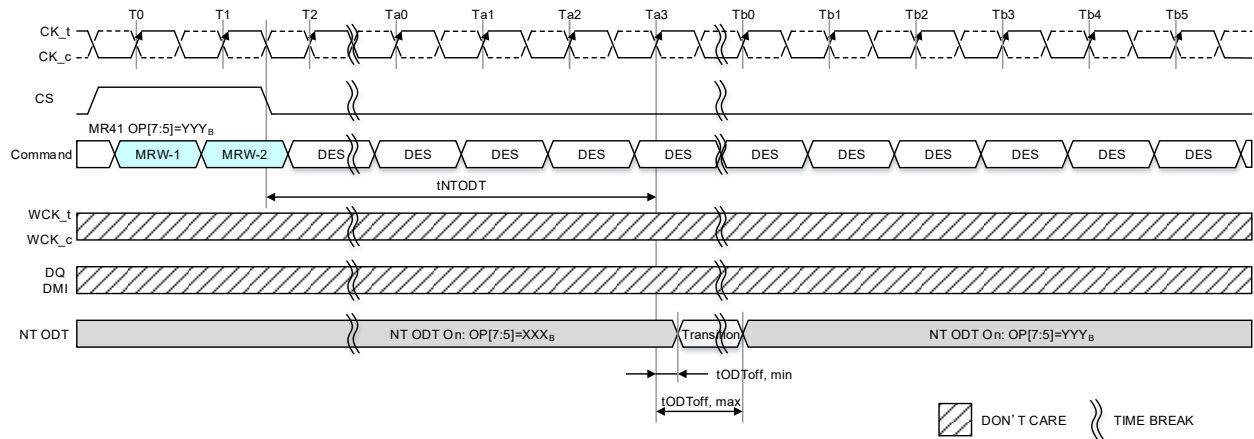 T0 T1 T2 Ta0 Ta1 Ta2 Ta3 Tb0 Tb1 Tb2 Tb3 Tb4 Tb5
CK_t
CK_c
CS
MR41 OP[7:5]=YYYB
Command MRW-1 MRW-2 DES DES DES DES DES DES DES DES DES DES DES
tNTODT
WCK_t
WCK_c
DQ
DMI
NT ODT NT ODT On: OP[7:5]=XXXB Transition NT ODT On: OP[7:5]=YYYB
tODToff, min
tODToff, max
DON'T CARE TIME BREAK